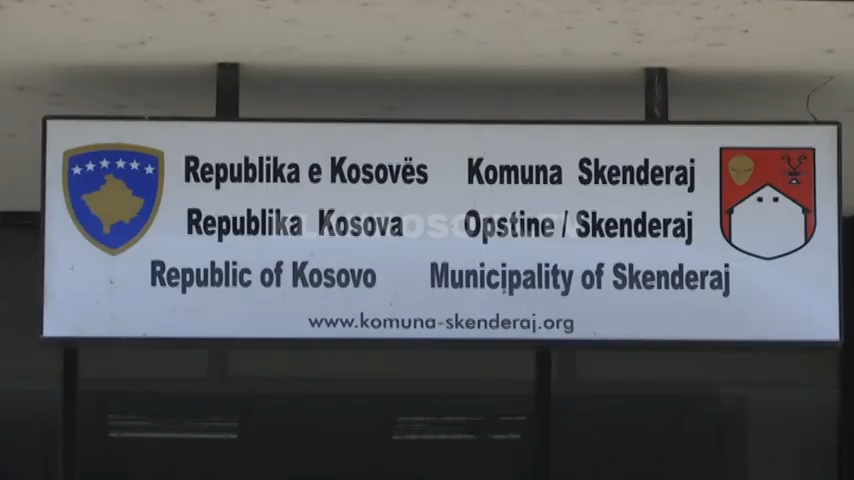 Republika e Kosovës Komuna Skenderaj
Republika Kosova Opstine / Skenderaj
Republic of Kosovo Municipality of Skenderaj
www.komuna-skenderaj.org